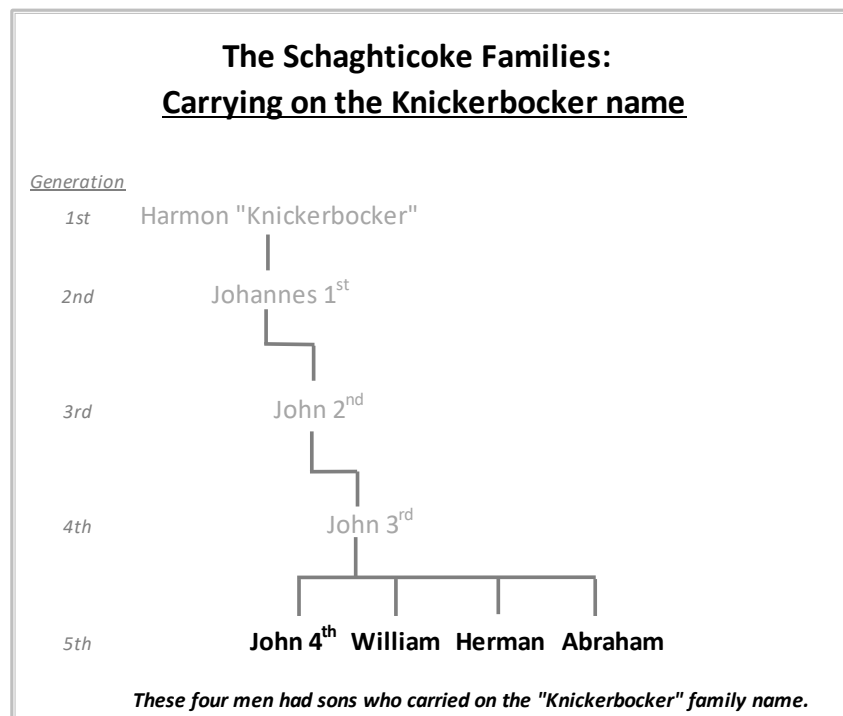 The Schaghticoke Families:
Carrying on the Knickerbocker name
Generation
1st Harmon "Knickerbocker"
2nd Johannes 1st
3rd John 2nd
4th John 3rd
5th John 4th William Herman Abraham
These four men had sons who carried on the "Knickerbocker" family name.